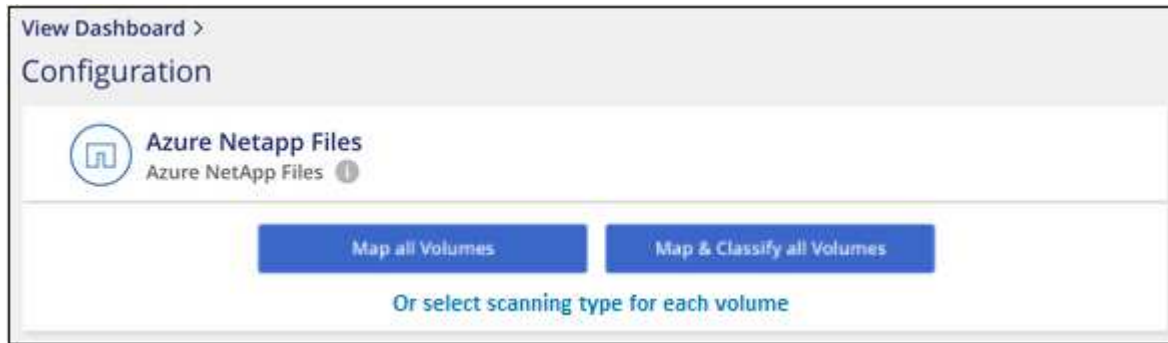 View Dashboard >
Configuration
Azure Netapp Files
Azure NetApp Files i
Map all Volumes Map & Classify all Volumes
Or select scanning type for each volume